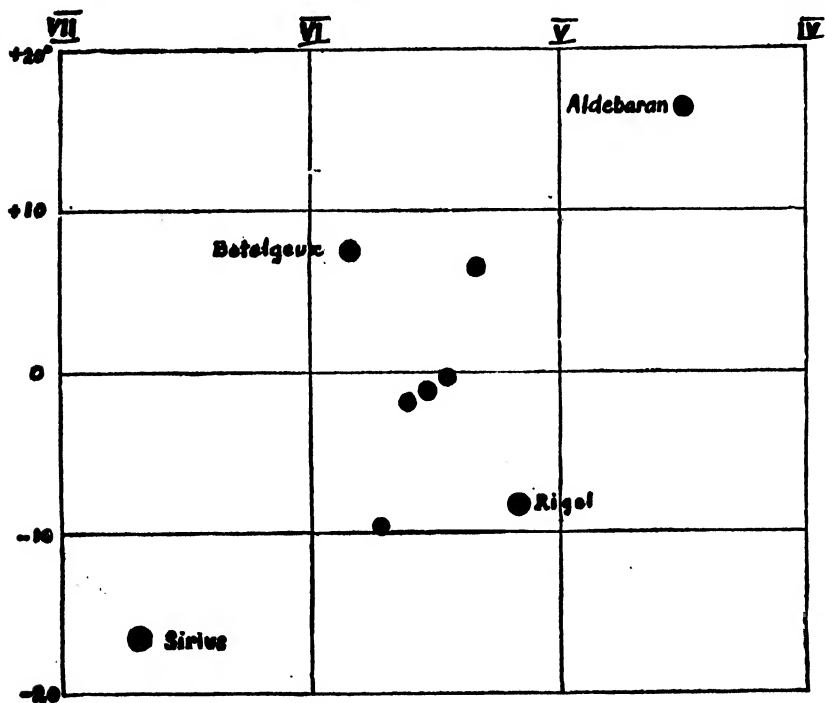 VII VI V IV
+20°
Aldebaran
+10
Betelgeux
0
Rigel
-10
Sirius
-20